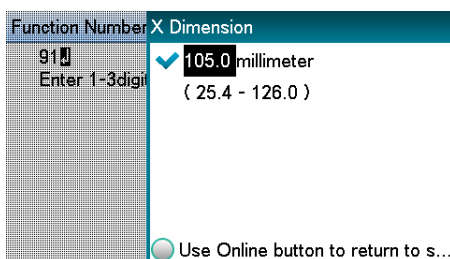 Function Number
91
Enter 1-3digi
X Dimension
105.0 millimeter
( 25.4 - 126.0 )
Use Online button to return to s...